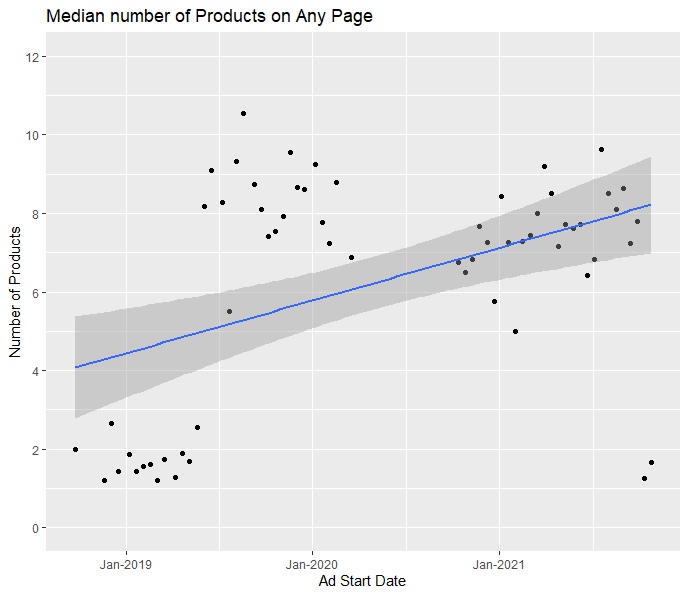 Median number of Products on Any Page
12
10
8
6
4
2
0
Number of Products
Jan-2019 Jan-2020 Jan-2021
Ad Start Date